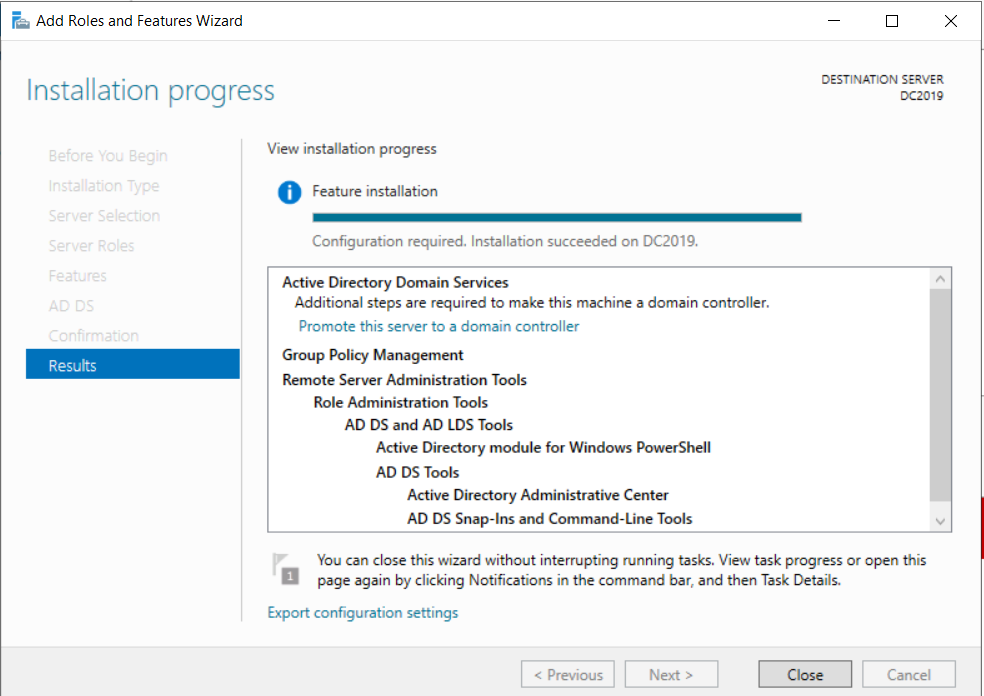 Add Roles and Features Wizard
Installation progress
DESTINATION SERVER
DC2019
Before You Begin
Installation Type
Server Selection
Server Roles
Features
AD DS
Confirmation
Results
View installation progress
Feature installation
Configuration required. Installation succeeded on DC2019.
Active Directory Domain Services
Additional steps are required to make this machine a domain controller.
Promote this server to a domain controller
Group Policy Management
Remote Server Administration Tools
Role Administration Tools
AD DS and AD LDS Tools
Active Directory module for Windows PowerShell
AD DS Tools
Active Directory Administrative Center
AD DS Snap-Ins and Command-Line Tools
1
You can close this wizard without interrupting running tasks. View task progress or open this
page again by clicking Notifications in the command bar, and then Task Details.
Export configuration settings
< Previous
Next >
Close
Cancel